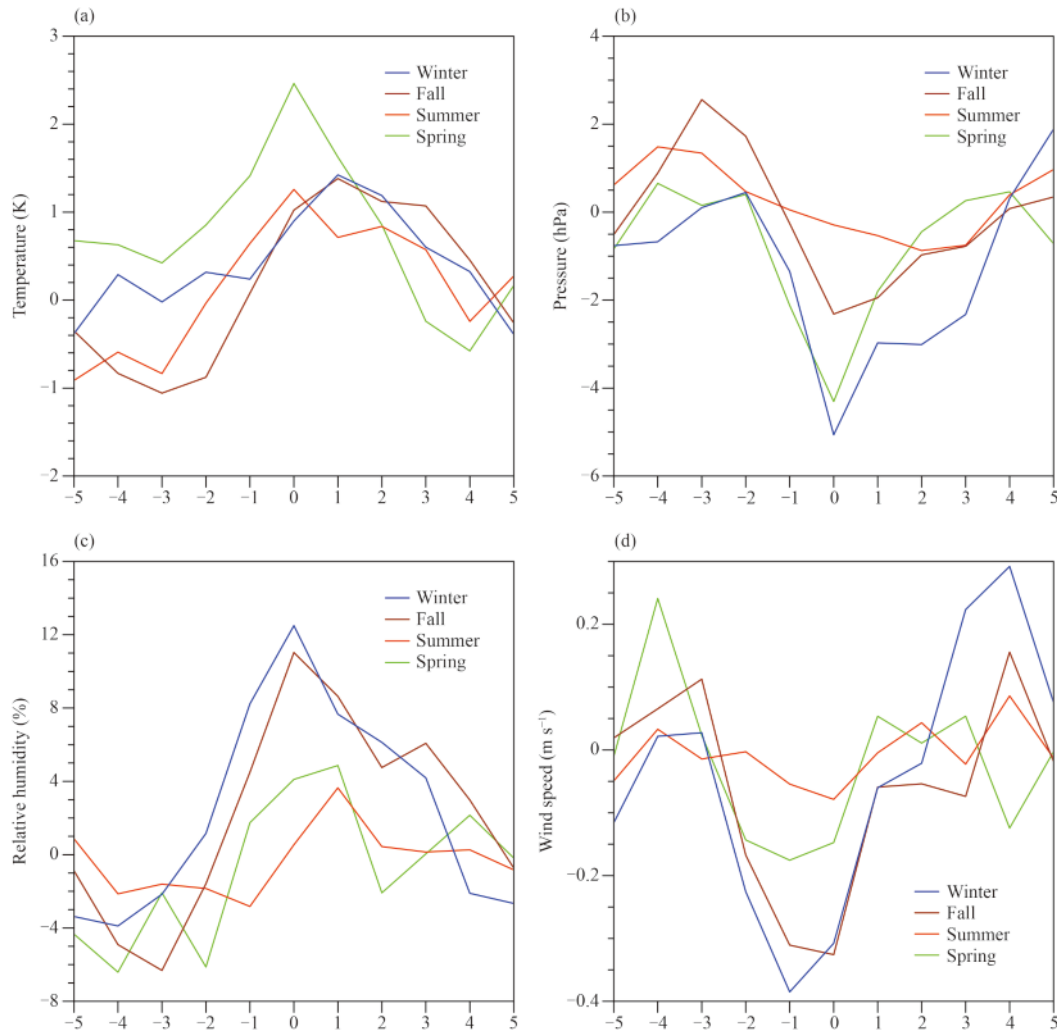 (a)
Temperature (K)
3
2
1
0
−1
−2
Winter
Fall
Summer
Spring
−5 −4 −3 −2 −1 0 1 2 3 4 5
(b)
Pressure (hPa)
4
2
0
−2
−4
−6
Winter
Fall
Summer
Spring
−5 −4 −3 −2 −1 0 1 2 3 4 5
(c)
Relative humidity (%)
16
12
8
4
0
−4
−8
Winter
Fall
Summer
Spring
−5 −4 −3 −2 −1 0 1 2 3 4 5
(d)
Wind speed (m s⁻¹)
0.2
0
−0.2
−0.4
Winter
Fall
Summer
Spring
−5 −4 −3 −2 −1 0 1 2 3 4 5